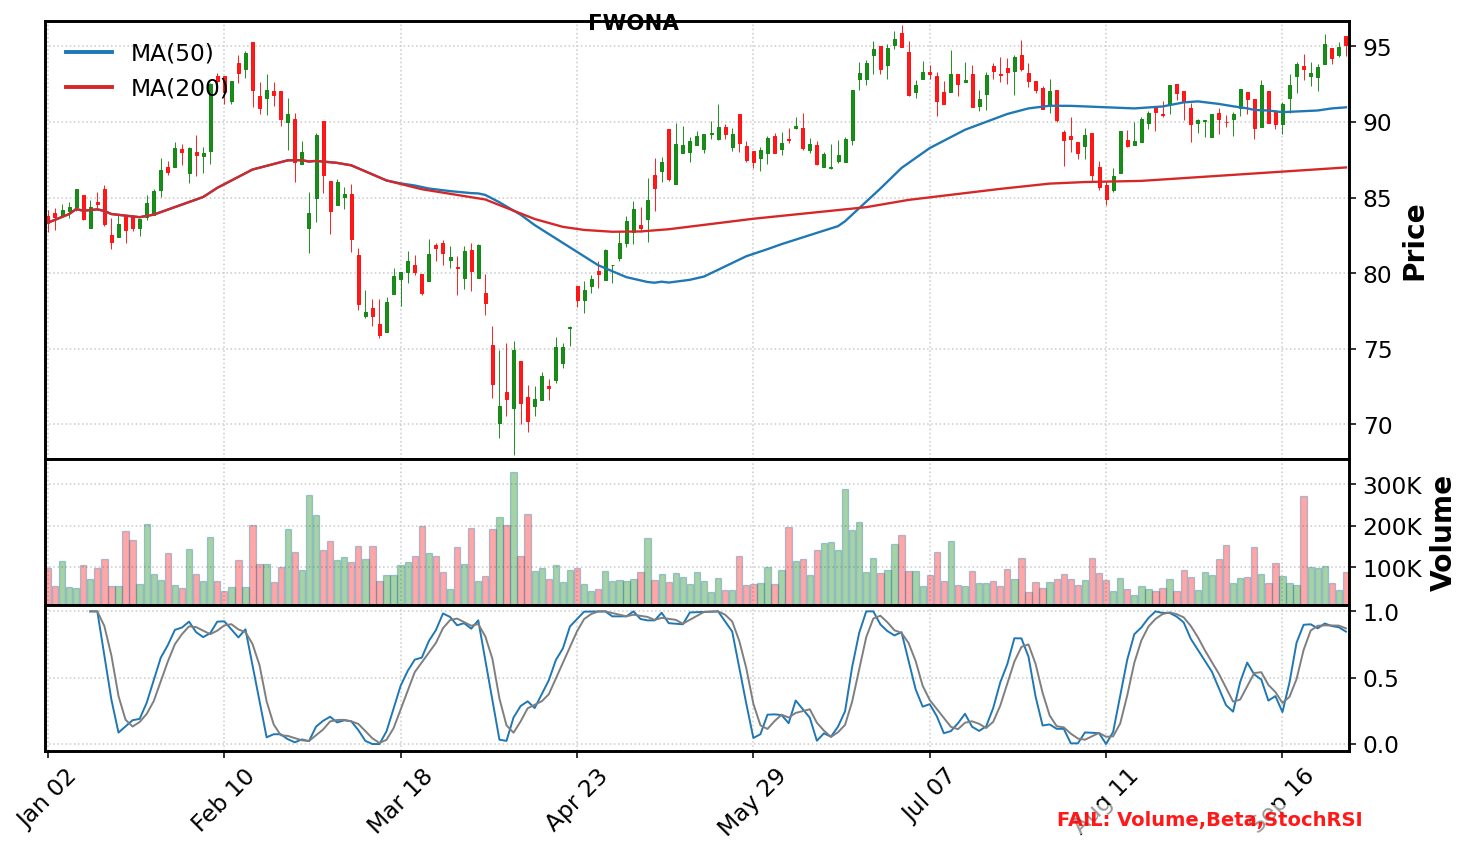 FWONA
MA(50)
MA(200)
95
90
85
80
75
70
Price
300K
200K
100K
Volume
1.0
0.5
0.0
Jan 02
Feb 10
Mar 18
Apr 23
May 29
Jul 07
Aug 11
Sep 16
FAIL: Volume,Beta,StochRSI